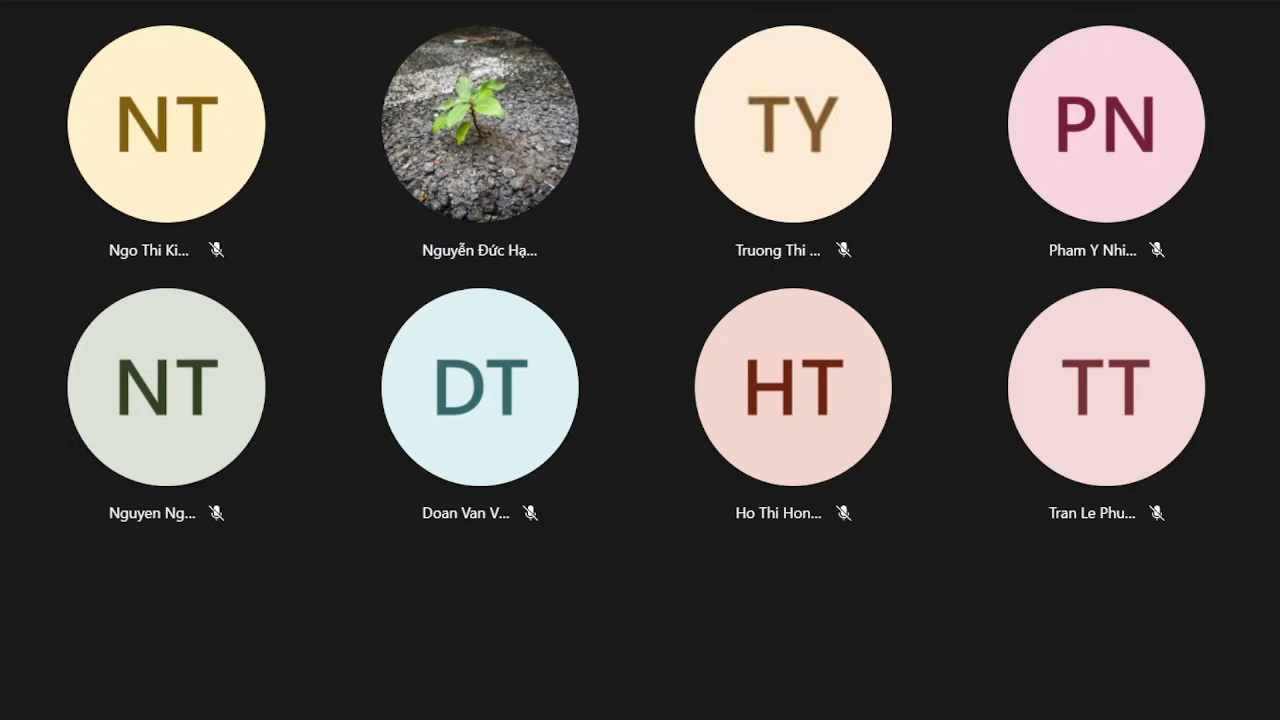 NT
TY
PN
Ngo Thi Ki...
Nguyễn Đức Hạ...
Truong Thi ...
Pham Y Nhi...
NT
DT
HT
TT
Nguyen Ng...
Doan Van V...
Ho Thi Hon...
Tran Le Phu...